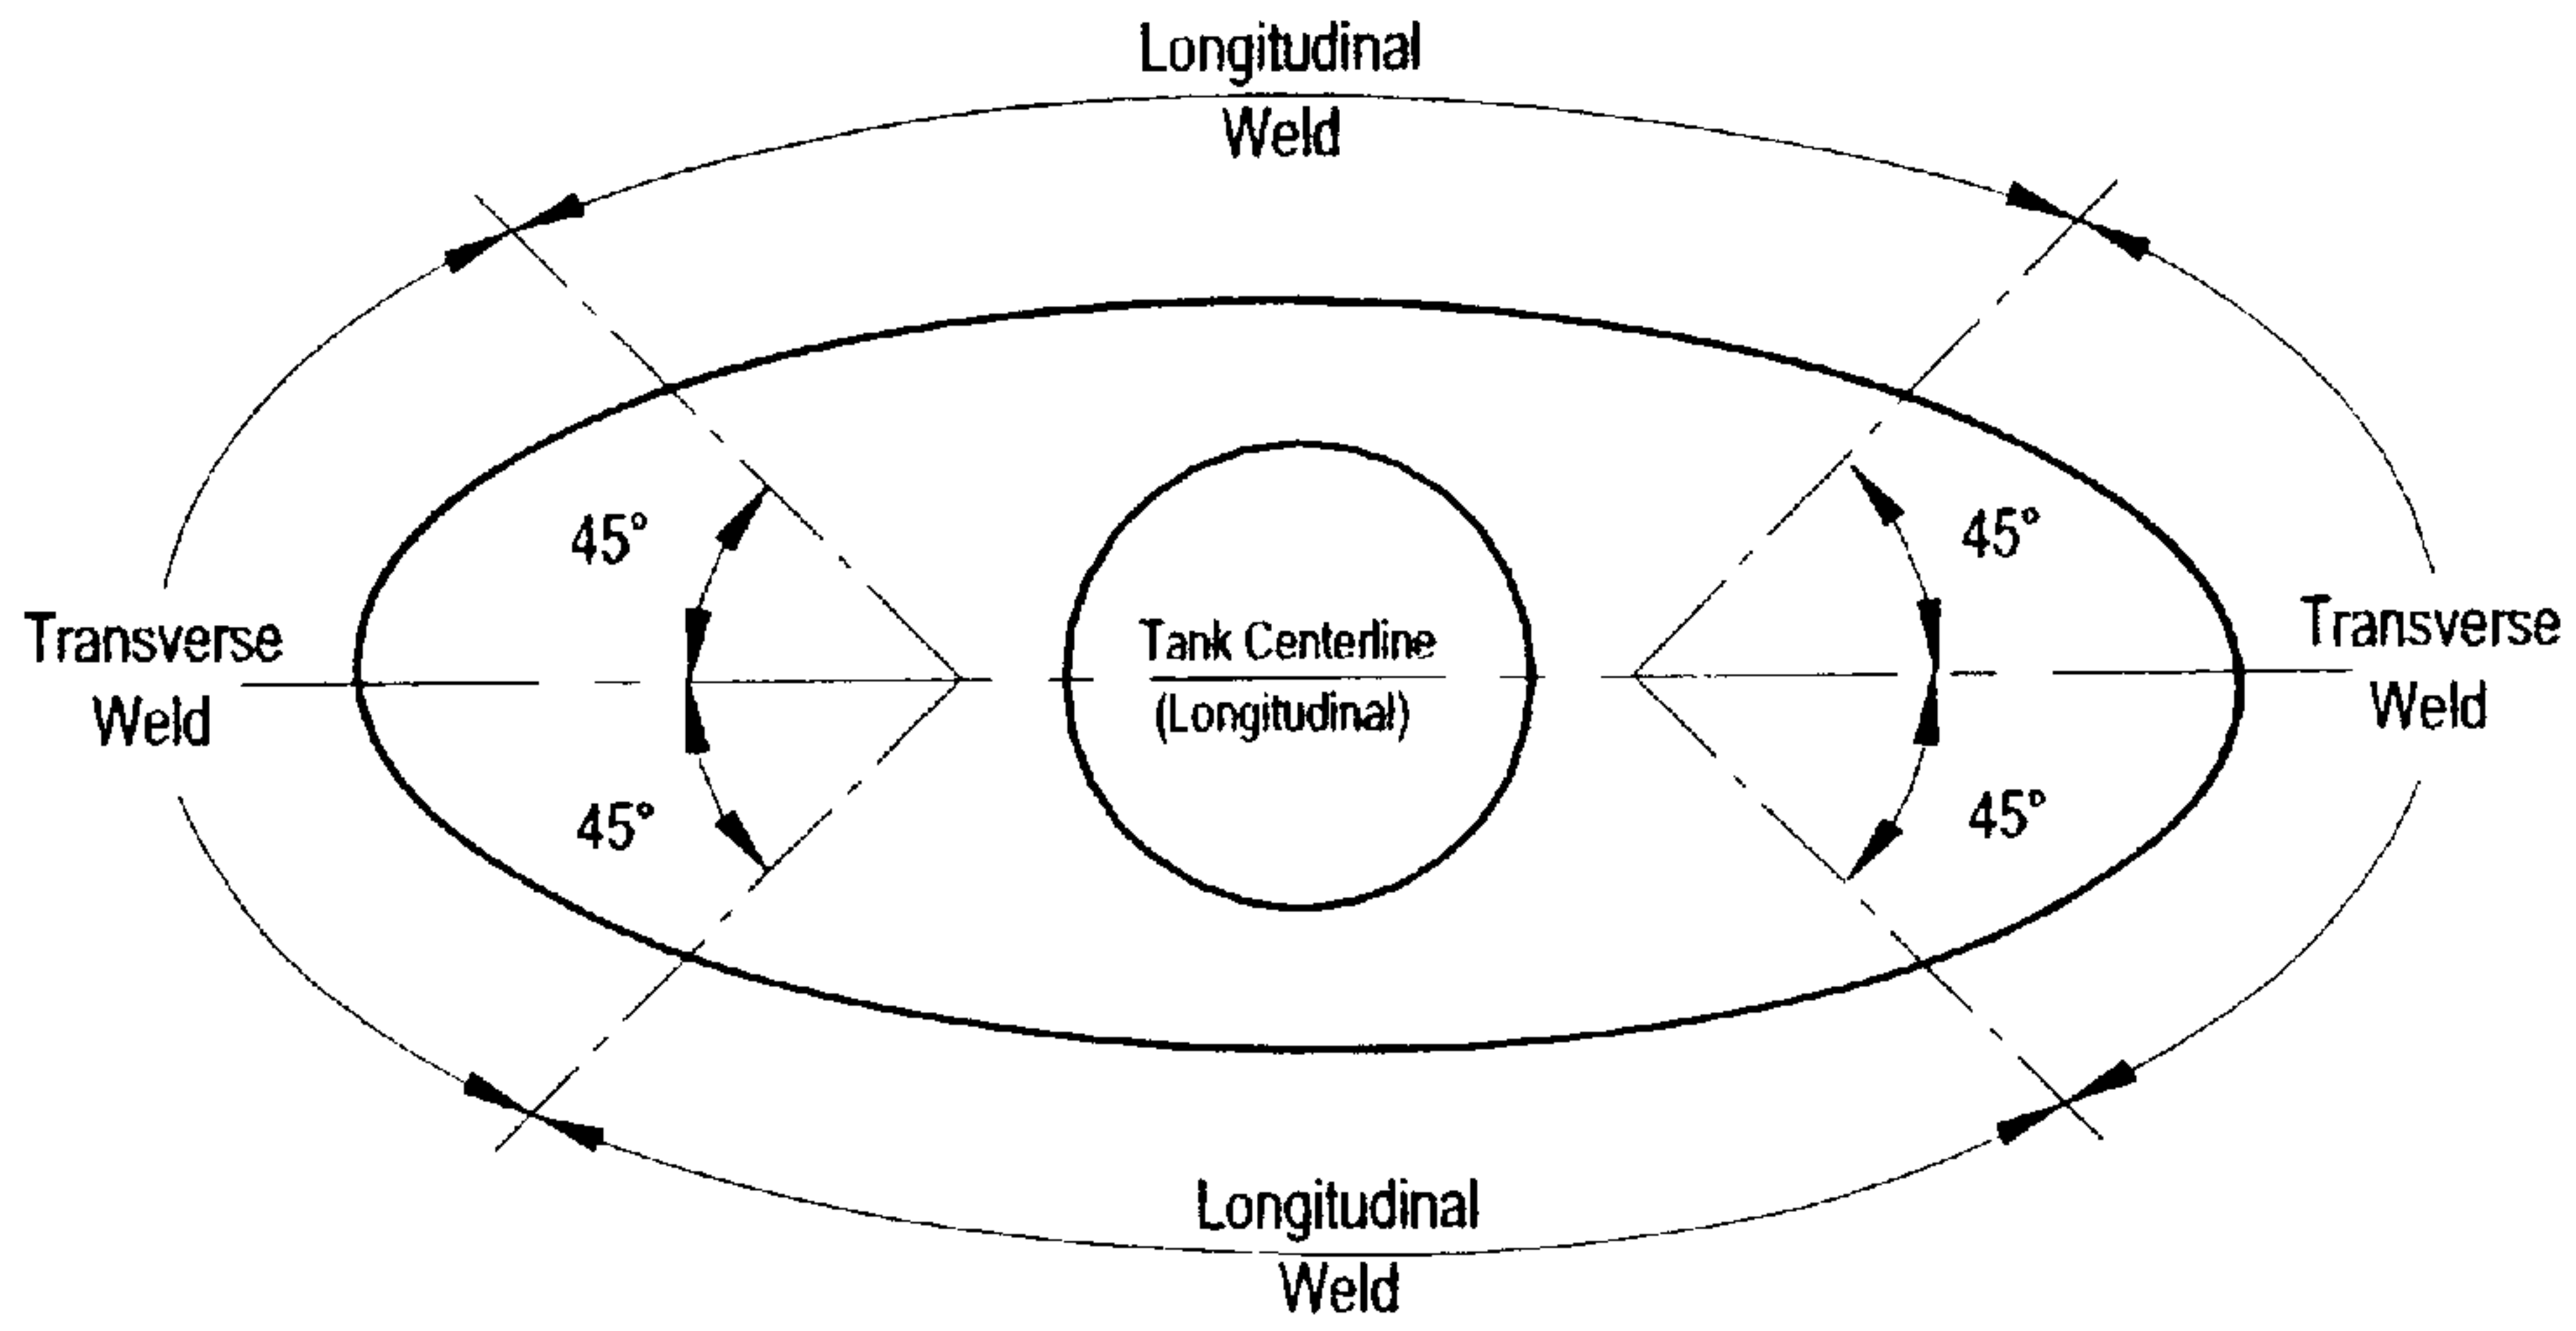 Longitudinal
Weld
45°
45°
Transverse
Weld
Tank Centerline
(Longitudinal)
Transverse
Weld
45°
45°
Longitudinal
Weld